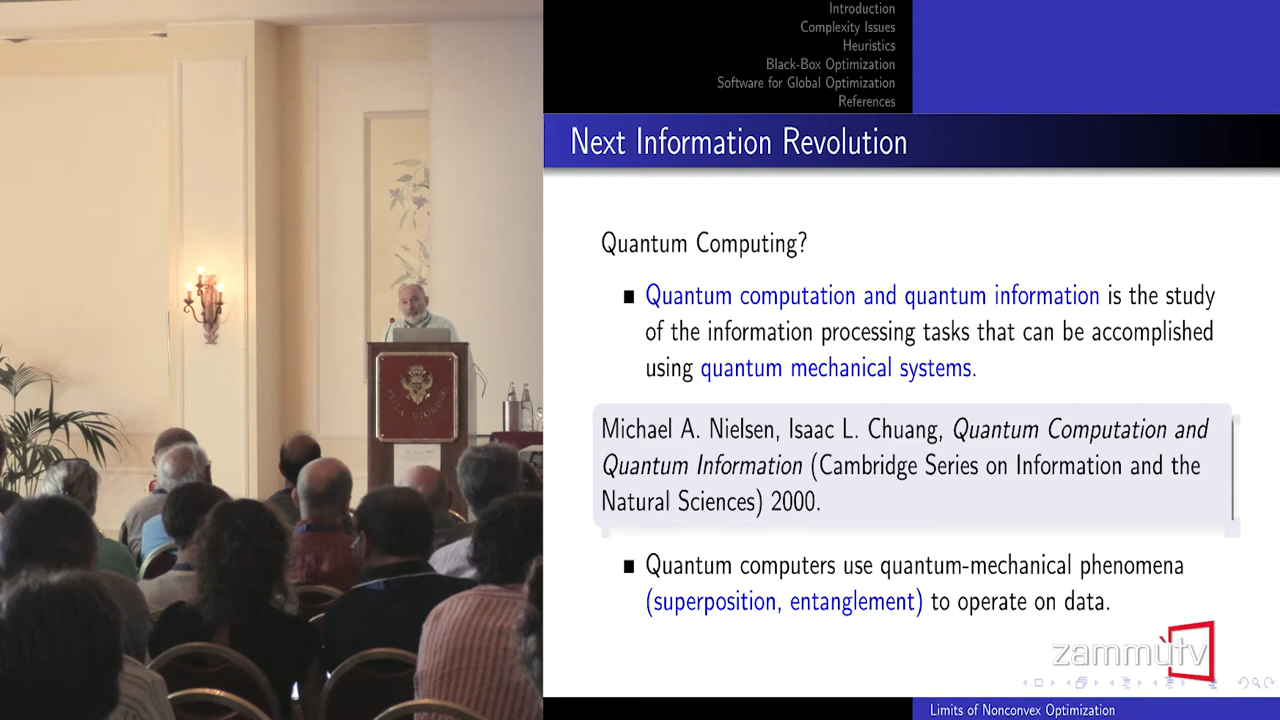 Introduction
Complexity Issues
Heuristics
Black-Box Optimization
Software for Global Optimization
References
Next Information Revolution
Quantum Computing?
Quantum computation and quantum information is the study
of the information processing tasks that can be accomplished
using quantum mechanical systems.
Michael A. Nielsen, Isaac L. Chuang, Quantum Computation and
Quantum Information (Cambridge Series on Information and the
Natural Sciences) 2000.
Quantum computers use quantum-mechanical phenomena
(superposition, entanglement) to operate on data.
zammùtv
Limits of Nonconvex Optimization